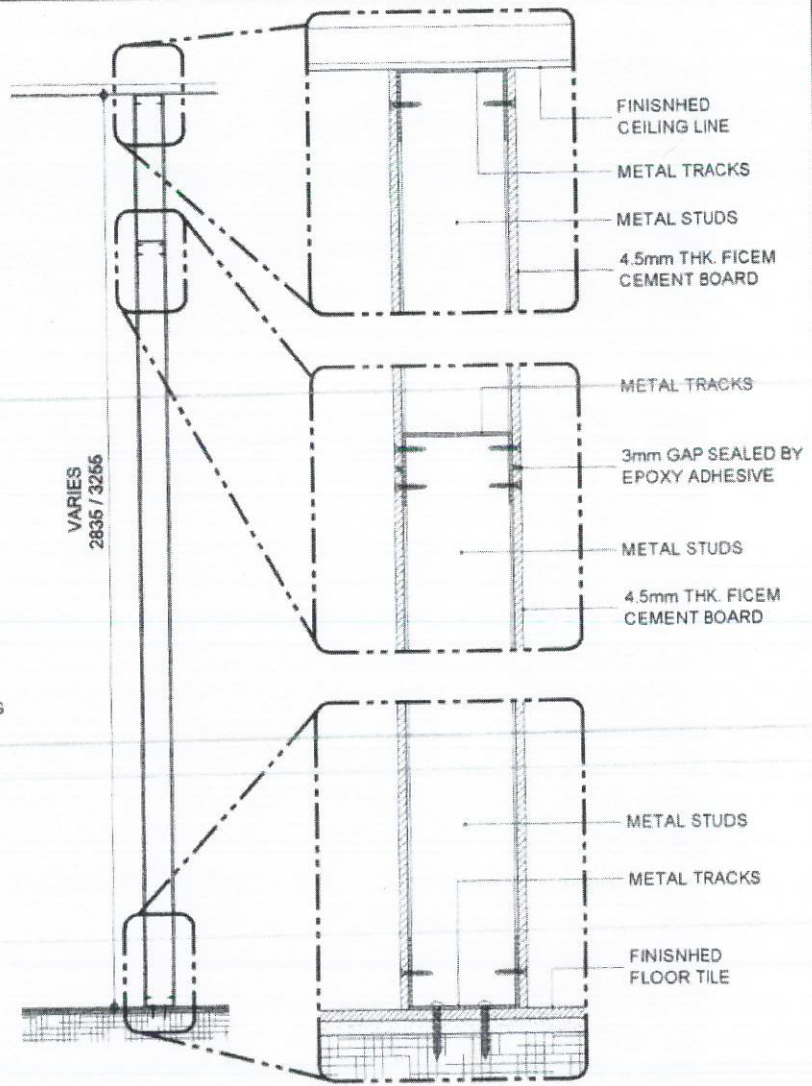 FINISNHED
CEILING LINE
METAL TRACKS
METAL STUDS
4.5mm THK. FICEM
CEMENT BOARD
METAL TRACKS
3mm GAP SEALED BY
EPOXY ADHESIVE
METAL STUDS
4.5mm THK. FICEM
CEMENT BOARD
VARIES
2835 / 3255
G
METAL STUDS
METAL TRACKS
FINISNHED
FLOOR TILE